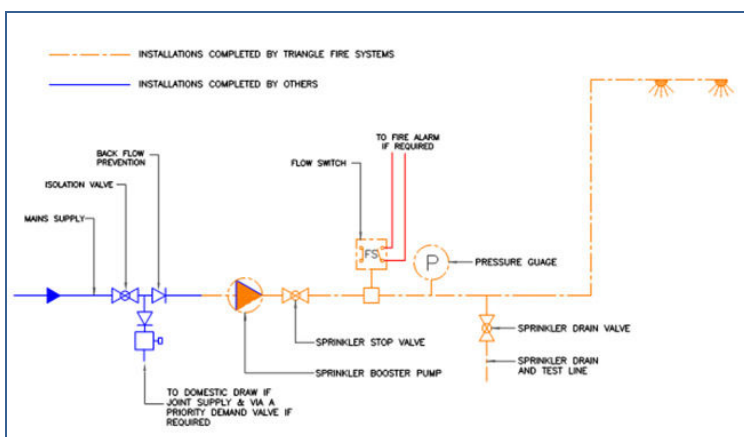 INSTALLATIONS COMPLETED BY TRIANGLE FIRE SYSTEMS
INSTALLATIONS COMPLETED BY OTHERS
TO FIRE ALARM
IF REQUIRED
BACK FLOW
PREVENTION
FLOW SWITCH
ISOLATION VALVE
MAINS SUPPLY
FS
P
PRESSURE GUAGE
SPRINKLER STOP VALVE
SPRINKLER DRAIN VALVE
SPRINKLER BOOSTER PUMP
SPRINKLER DRAIN
AND TEST LINE
TO DOMESTIC DRAW IF
JOINT SUPPLY & VIA A
PRIORITY DEMAND VALVE IF
REQUIRED